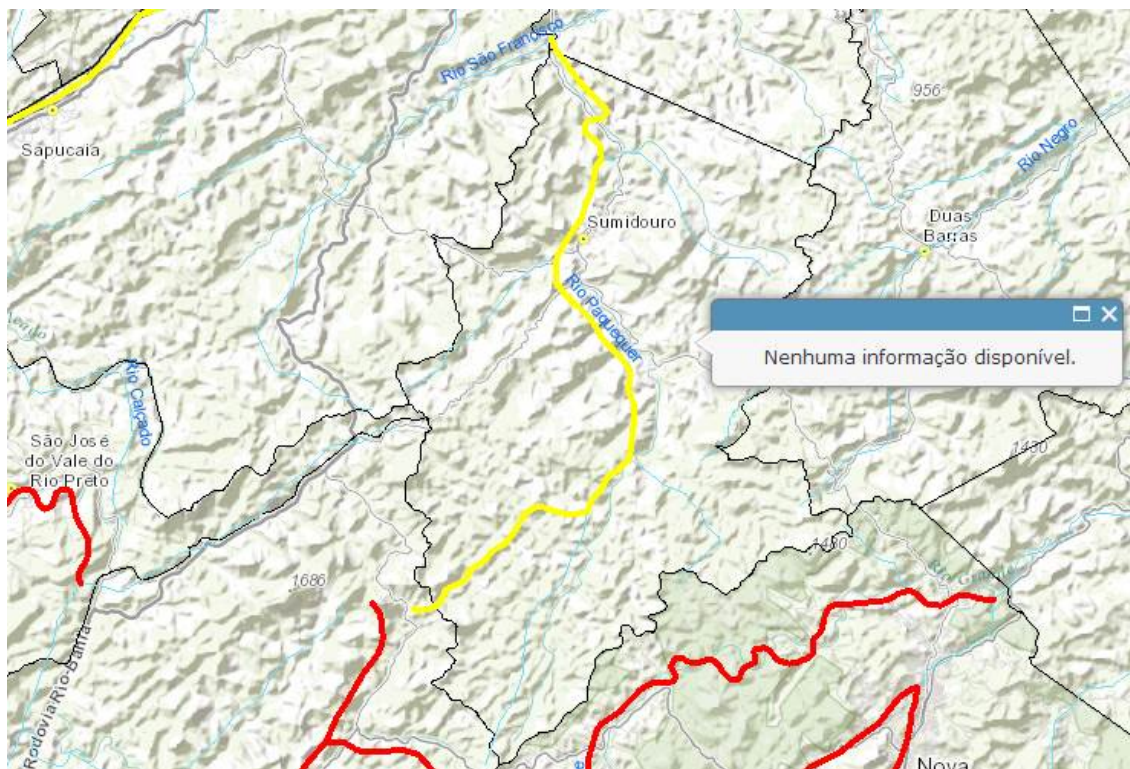 Rio São Francisco
956
Rio Negro
Sapucaia
Sumidouro
Duas
Barras
Rio Paquequer
Nenhuma informação disponível.
Rio Calçado
São José
do Vale do
Rio Preto
1430
1480
1686
Rodovia Rio-Bahia
Nova